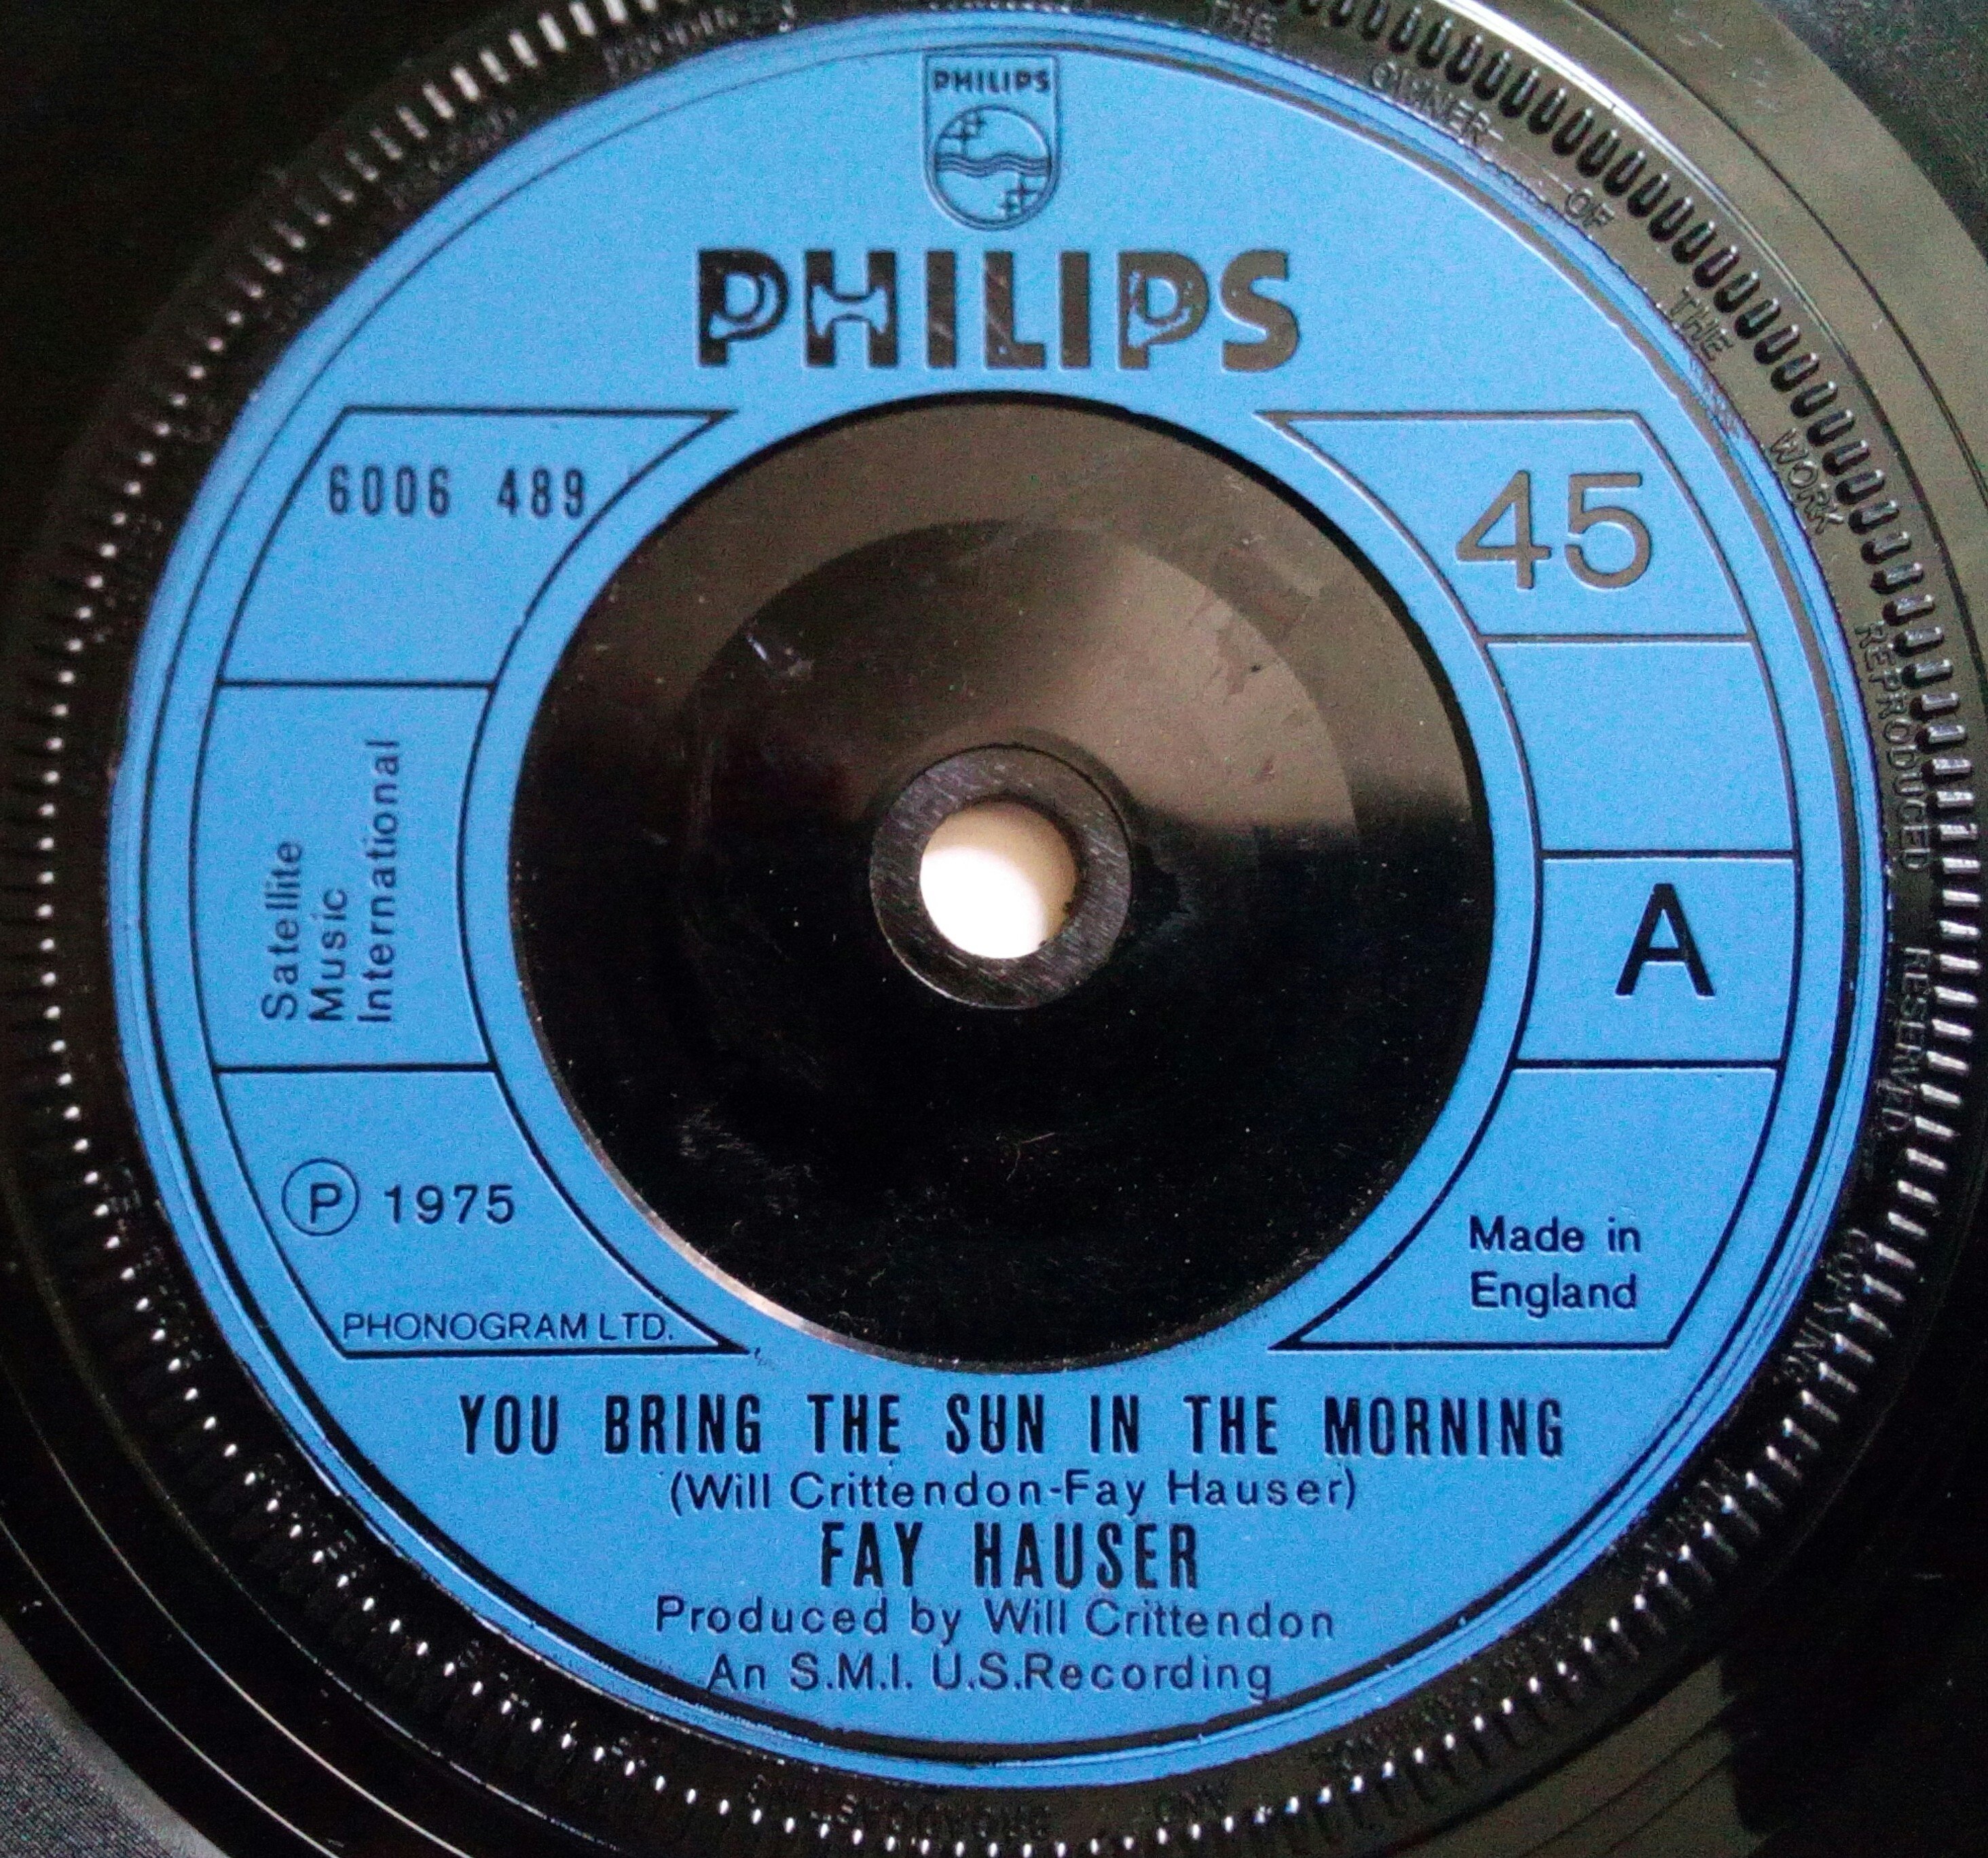 PHILIPS
PHILIPS
6006 489
45
Satellite
Music
International
A
Ⓟ 1975
PHONOGRAM LTD.
Made in
England
YOU BRING THE SUN IN THE MORNING
(Will Crittendon-Fay Hauser)
FAY HAUSER
Produced by Will Crittendon
An S.M.I. U.S.Recording
THE OWNER OF THE WORK REPRODUCED RESERVED